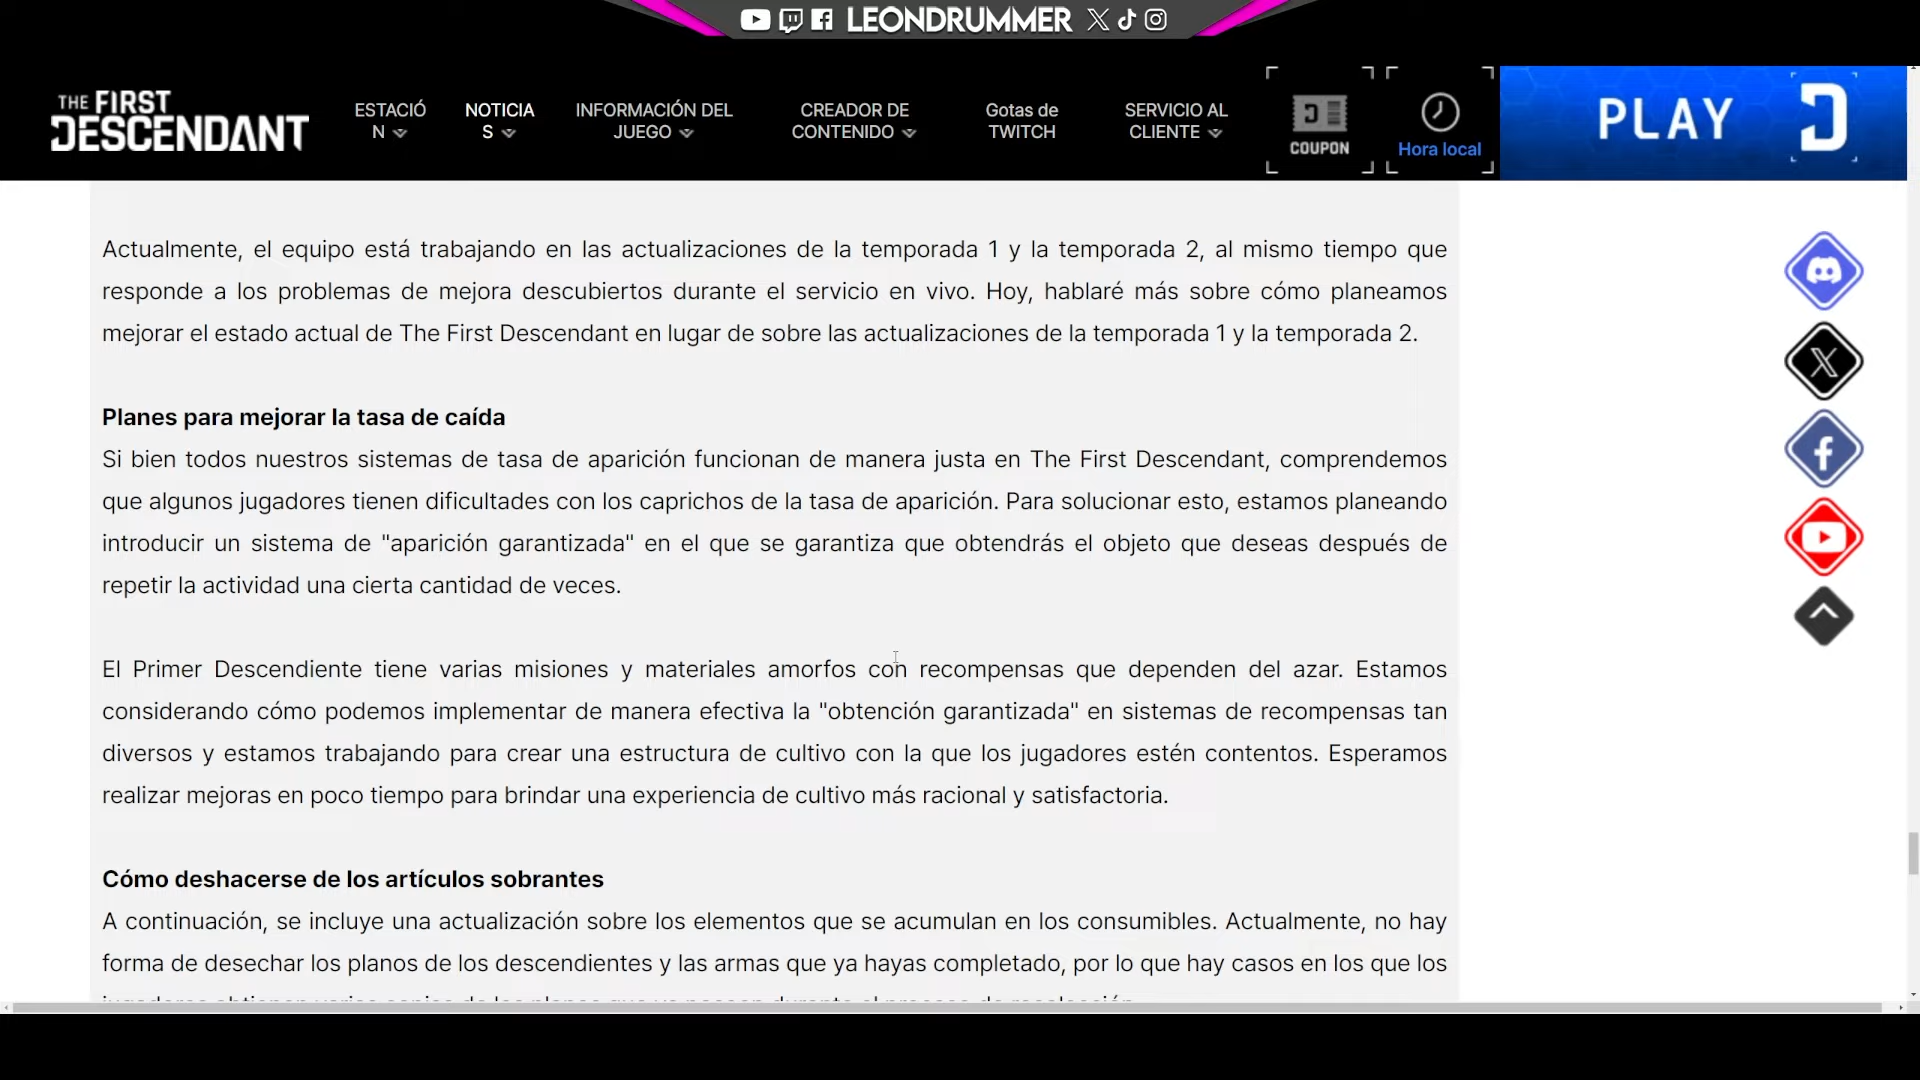 LEONDRUMMER
THE FIRST
DESCENDANT
ESTACIÓ
N
NOTICIA
S
INFORMACIÓN DEL
JUEGO
CREADOR DE
CONTENIDO
Gotas de
TWITCH
SERVICIO AL
CLIENTE
COUPON
Hora local
PLAY
Actualmente, el equipo está trabajando en las actualizaciones de la temporada 1 y la temporada 2, al mismo tiempo que
responde a los problemas de mejora descubiertos durante el servicio en vivo. Hoy, hablaré más sobre cómo planeamos
mejorar el estado actual de The First Descendant en lugar de sobre las actualizaciones de la temporada 1 y la temporada 2.
Planes para mejorar la tasa de caída
Si bien todos nuestros sistemas de tasa de aparición funcionan de manera justa en The First Descendant, comprendemos
que algunos jugadores tienen dificultades con los caprichos de la tasa de aparición. Para solucionar esto, estamos planeando
introducir un sistema de "aparición garantizada" en el que se garantiza que obtendrás el objeto que deseas después de
repetir la actividad una cierta cantidad de veces.
El Primer Descendiente tiene varias misiones y materiales amorfos con recompensas que dependen del azar. Estamos
considerando cómo podemos implementar de manera efectiva la "obtención garantizada" en sistemas de recompensas tan
diversos y estamos trabajando para crear una estructura de cultivo con la que los jugadores estén contentos. Esperamos
realizar mejoras en poco tiempo para brindar una experiencia de cultivo más racional y satisfactoria.
Cómo deshacerse de los artículos sobrantes
A continuación, se incluye una actualización sobre los elementos que se acumulan en los consumibles. Actualmente, no hay
forma de desechar los planos de los descendientes y las armas que ya hayas completado, por lo que hay casos en los que los